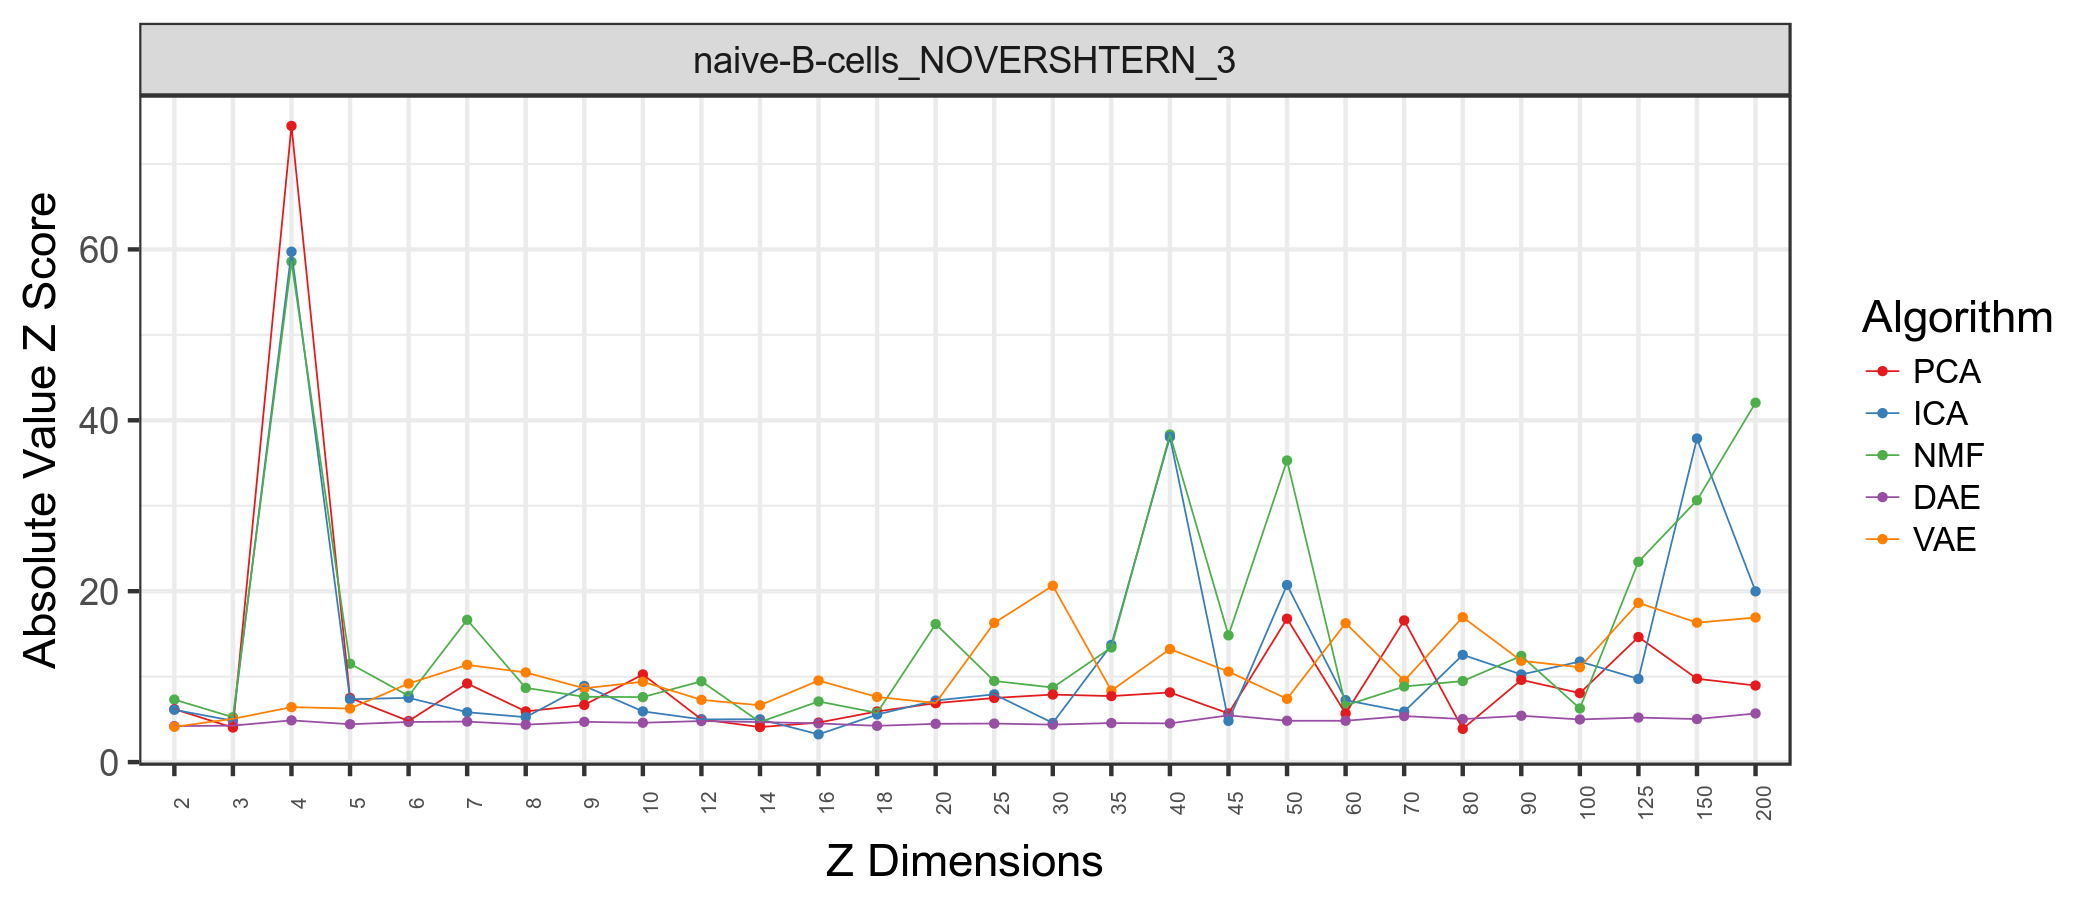 naive-B-cells_NOVERSHTERN_3
Absolute Value Z Score
60
40
20
0
2 3 4 5 6 7 8 9 10 12 14 16 18 20 25 30 35 40 45 50 60 70 80 90 100 125 150 200
Z Dimensions
Algorithm
PCA
ICA
NMF
DAE
VAE